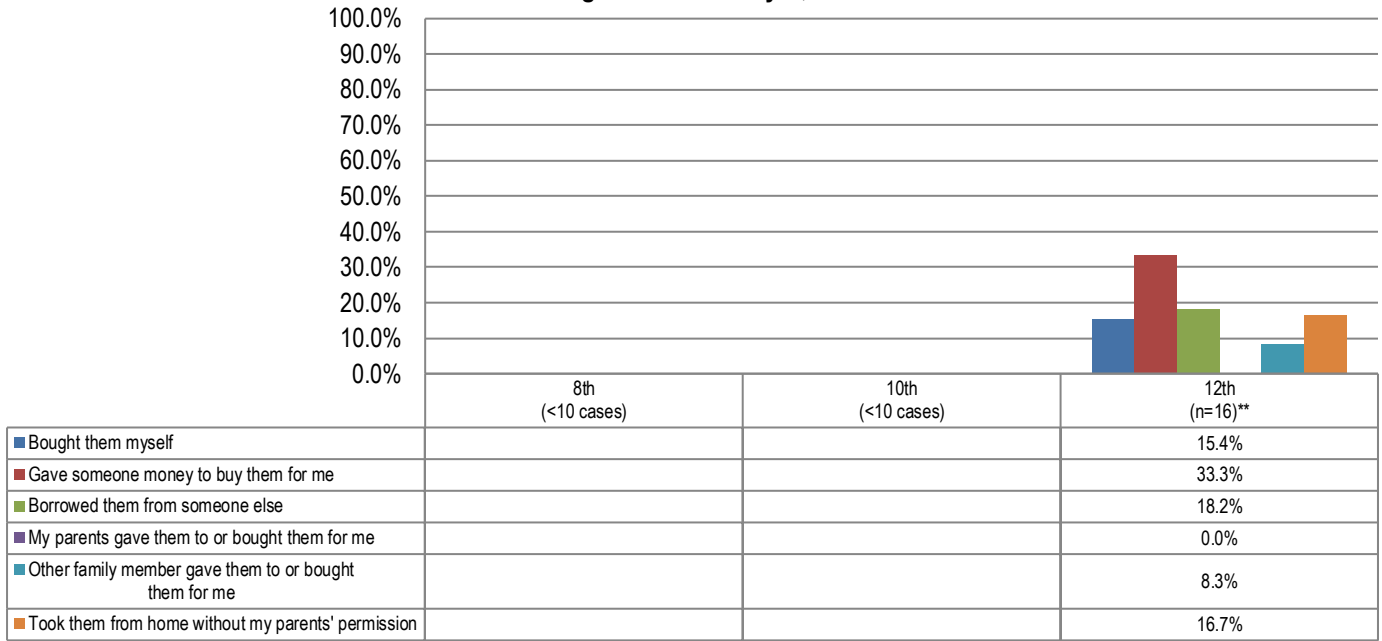 100.0%
90.0%
80.0%
70.0%
60.0%
50.0%
40.0%
30.0%
20.0%
10.0%
0.0%
8th 10th 12th
(<10 cases) (<10 cases) (n=16)**
Bought them myself 15.4%
Gave someone money to buy them for me 33.3%
Borrowed them from someone else 18.2%
My parents gave them to or bought them for me 0.0%
Other family member gave them to or bought
them for me 8.3%
Took them from home without my parents' permission 16.7%